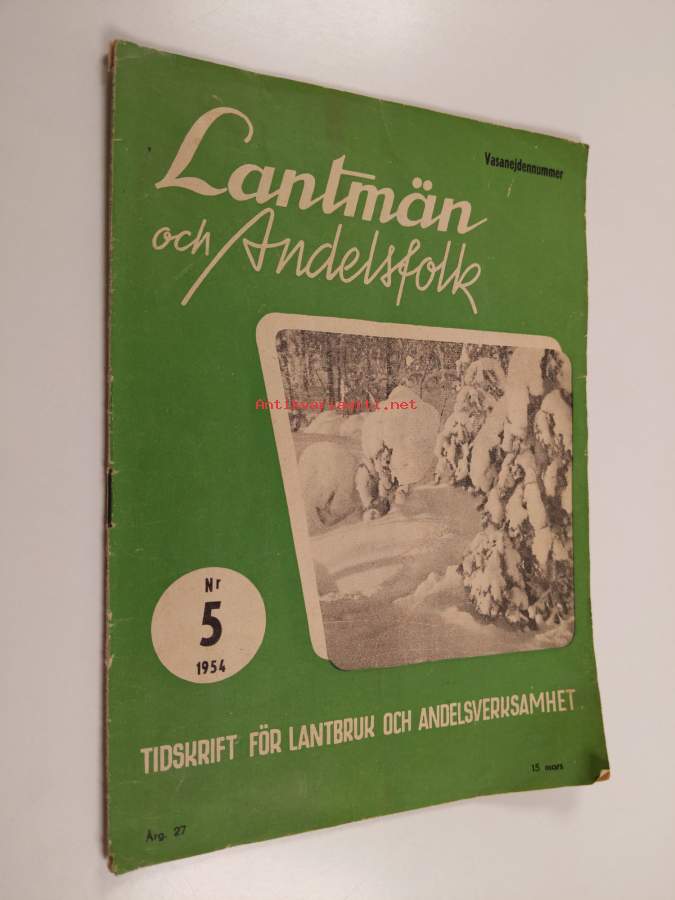 Vasanejdennummer
Lantmän
och Andelsfolk
Antikvariaatti.net
Nr
5
1954
TIDSKRIFT FÖR LANTBRUK OCH ANDELSVERKSAMHET
15 mars
Årg. 27